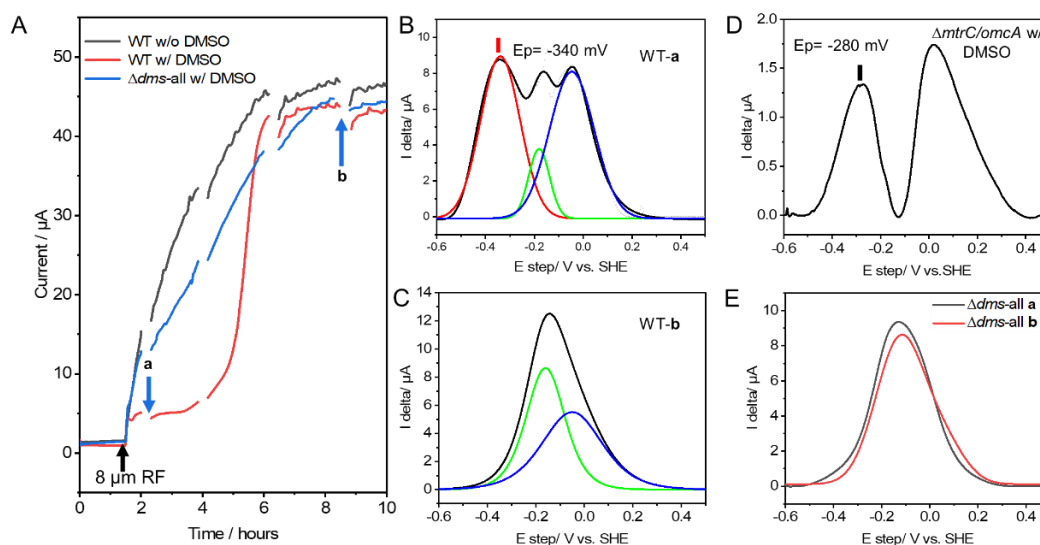 A
WT w/o DMSO
WT w/ DMSO
Δdms-all w/ DMSO
50
40
30
20
10
0
Current / μA
a
b
8 μm RF
0 2 4 6 8 10
Time / hours
B
Ep= -340 mV
WT-a
10
8
6
4
2
0
I delta/ μA
-0.6 -0.4 -0.2 0.0 0.2 0.4
E step/ V vs. SHE
C
WT-b
14
12
10
8
6
4
2
0
I delta/ μA
-0.6 -0.4 -0.2 0.0 0.2 0.4
E step/ V vs. SHE
D
ΔmtrC/omcA w/
DMSO
Ep= -280 mV
1.8
1.2
0.6
0.0
I delta/ μA
-0.6 -0.4 -0.2 0.0 0.2 0.4
E step/ V vs.SHE
E
Δdms-all a
Δdms-all b
10
8
6
4
2
0
I delta/ μA
-0.6 -0.4 -0.2 0.0 0.2 0.4
E step/ V vs. SHE